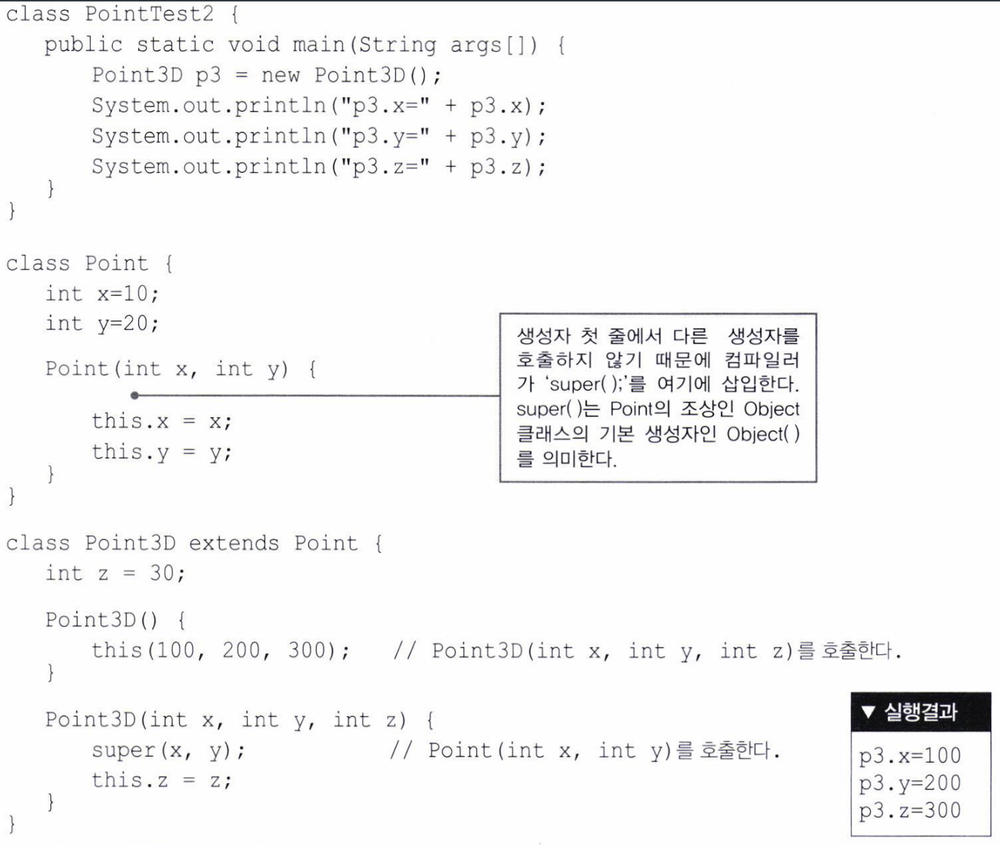 class PointTest2 {
public static void main(String args[]) {
Point3D p3 = new Point3D();
System.out.println("p3.x=" + p3.x);
System.out.println("p3.y=" + p3.y);
System.out.println("p3.z=" + p3.z);
}
}
class Point {
int x=10;
int y=20;
Point(int x, int y) {
생성자 첫 줄에서 다른 생성자를
호출하지 않기 때문에 컴파일러
가 ‘super( );’를 여기에 삽입한다.
super( )는 Point의 조상인 Object
클래스의 기본 생성자인 Object( )
를 의미한다.
this.x = x;
this.y = y;
}
}
class Point3D extends Point {
int z = 30;
Point3D() {
this(100, 200, 300); // Point3D(int x, int y, int z)를 호출한다.
}
Point3D(int x, int y, int z) {
super(x, y); // Point(int x, int y)를 호출한다.
this.z = z;
}
}
▼ 실행결과
p3.x=100
p3.y=200
p3.z=300